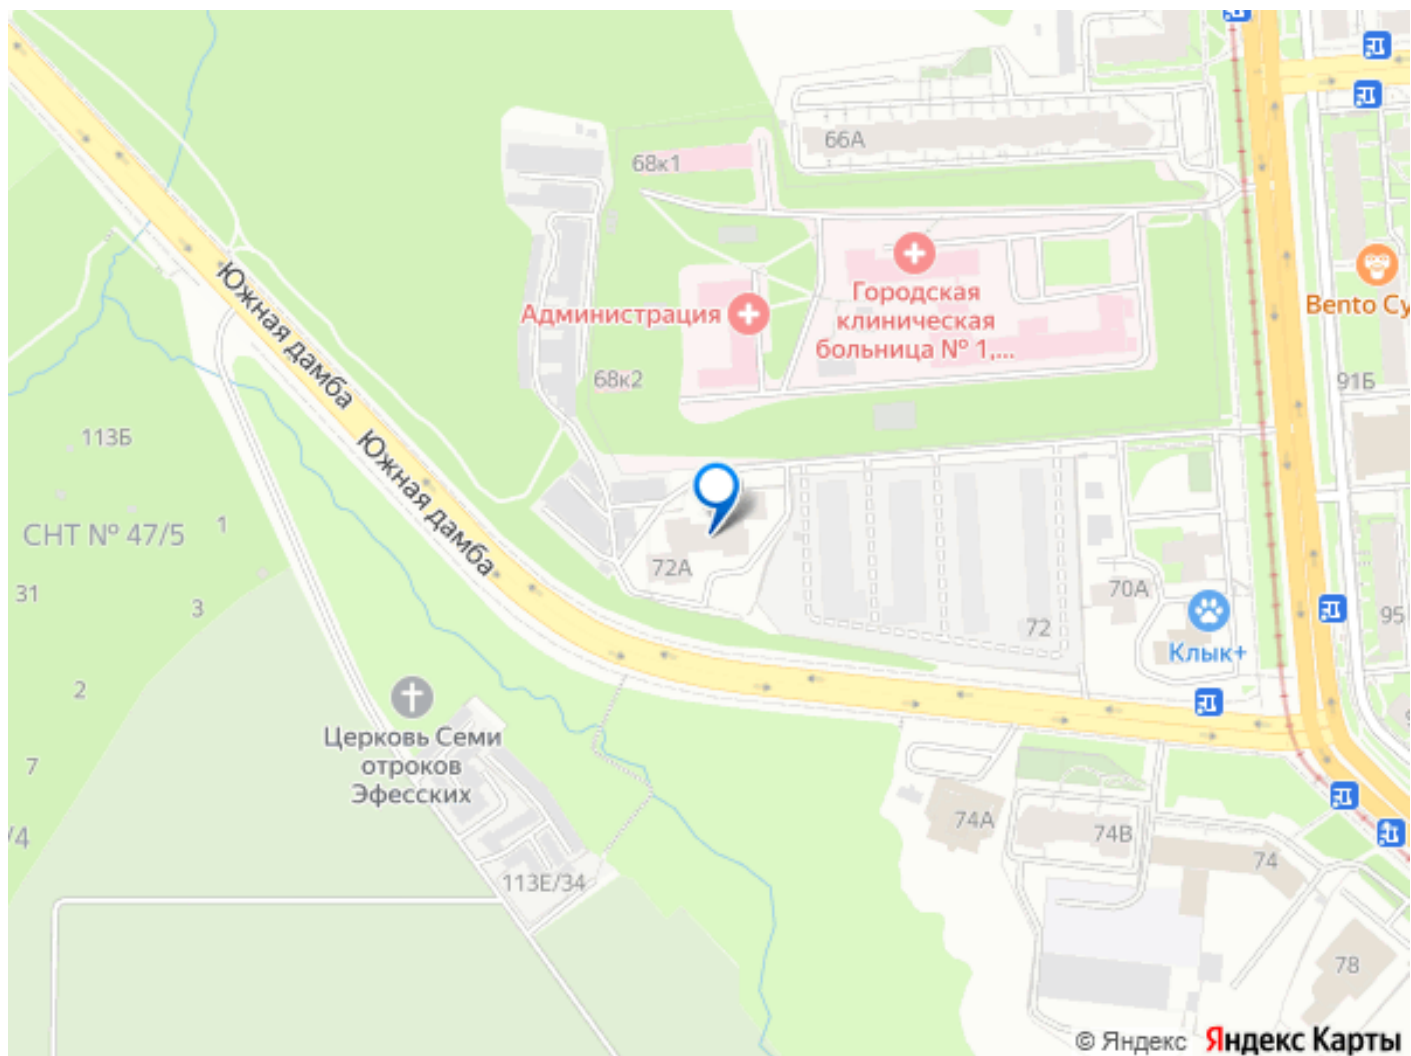 66А
68к1
Городская
клиническая
больница № 1,...
Администрация
Bento Су
Южная дамба
68к2
91Б
113Б
Южная дамба
СНТ № 47/5
1
72А
31
3
70А
95
72
Клык+
2
Церковь Семи
отроков
Эфесских
7
/4
74А
74В
74
113Е/34
78
© Яндекс Яндекс Карты